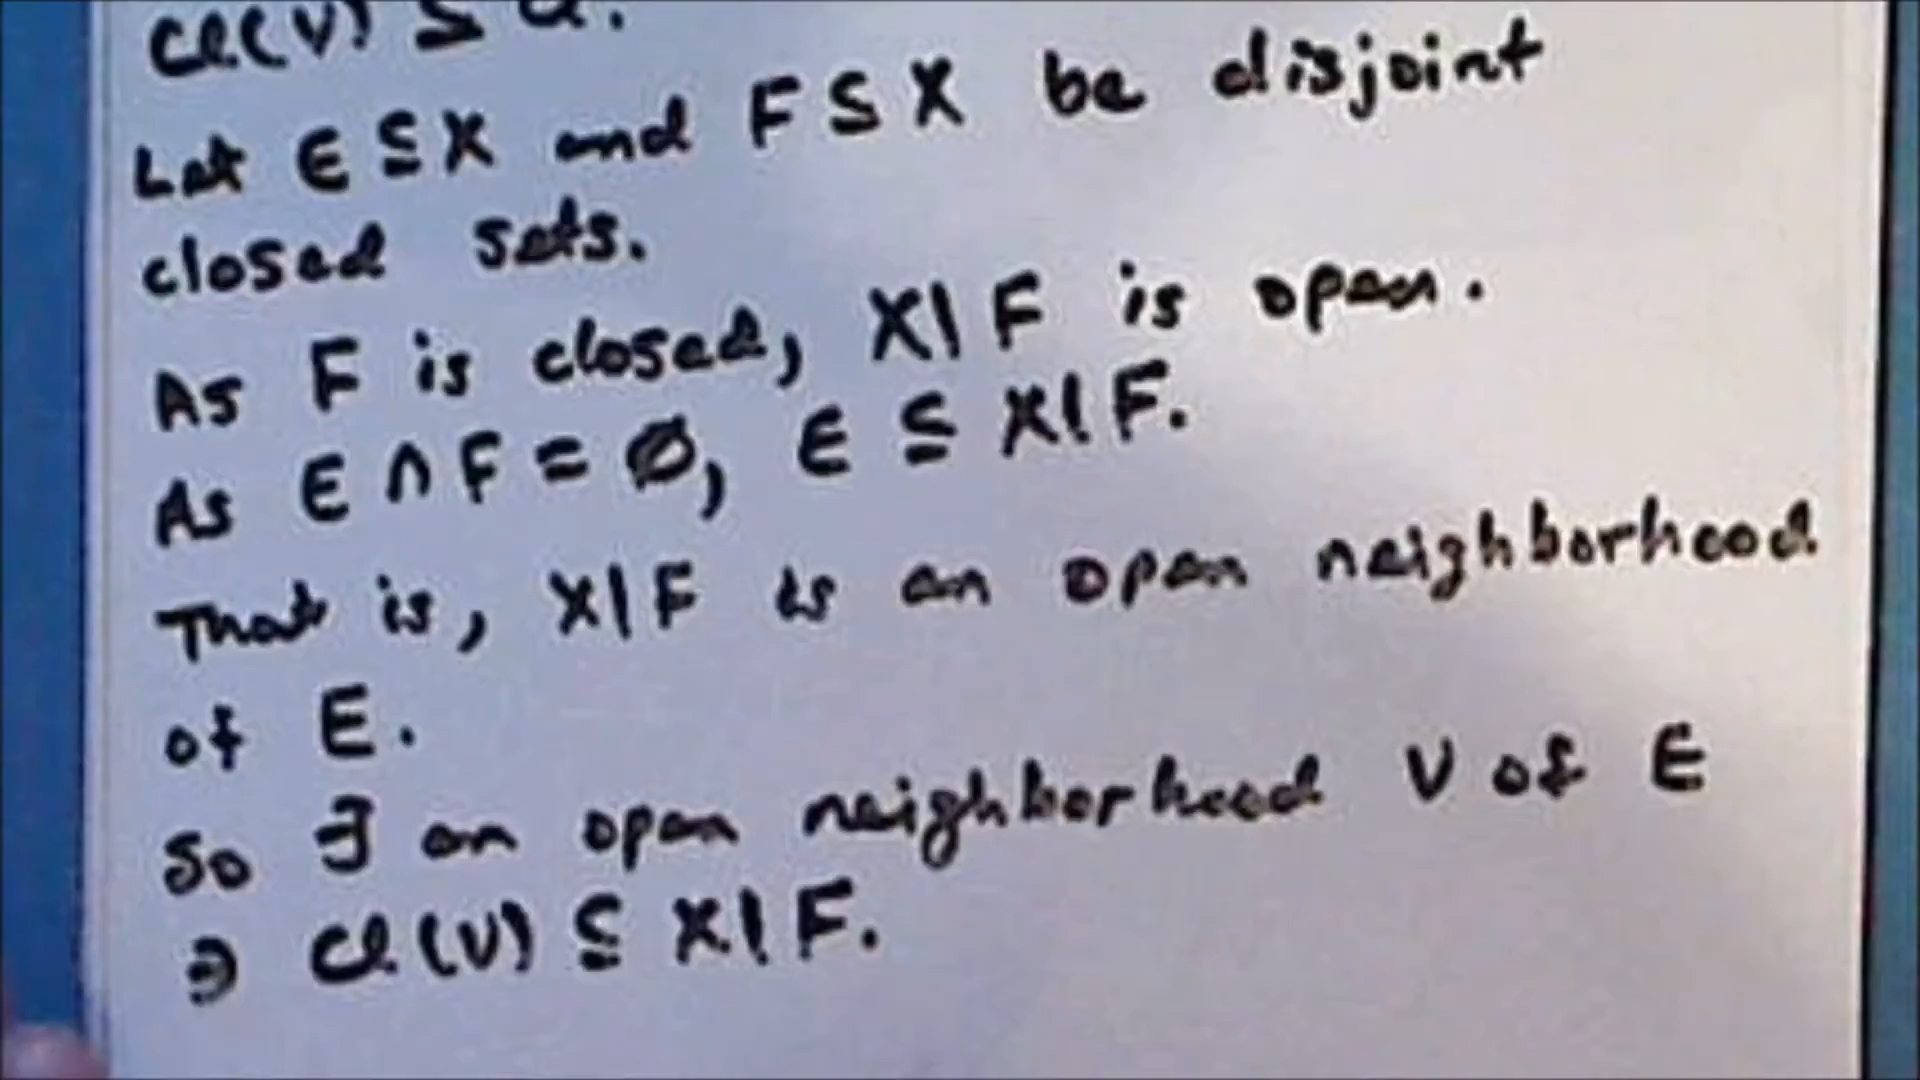 Cl(V) ⊆ U.
Let E ⊆ X and F ⊆ X be disjoint
closed sets.
As F is closed, X\F is open.
As E ∩ F = Ø, E ⊆ X\F.
That is, X\F is an open neighborhood
of E.
So ∃ an open neighborhood V of E
∋ Cl(V) ⊆ X\F.